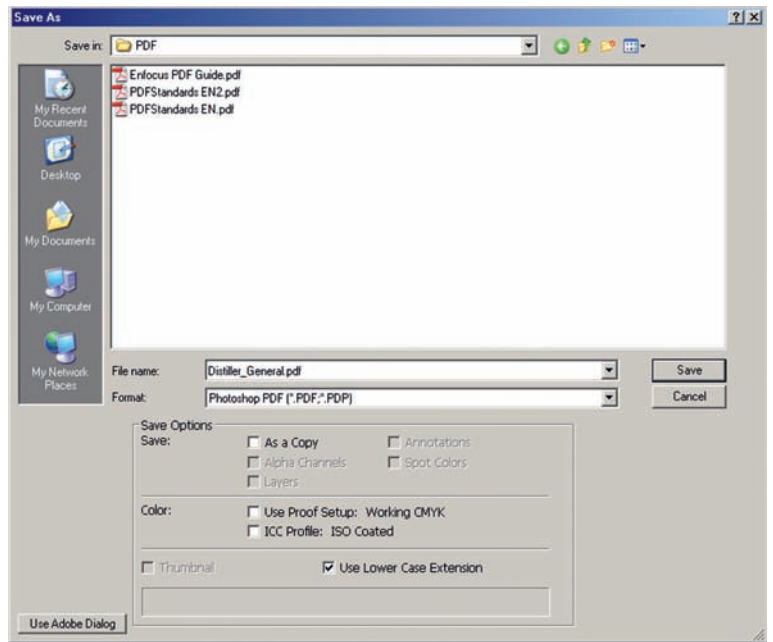 Save As
Save in: PDF
Enfocus PDF Guide.pdf
PDFStandards EN2.pdf
PDFStandards EN.pdf
My Recent
Documents
Desktop
My Documents
My Computer
My Network
Places
File name: Distiller_General.pdf Save
Format: Photoshop PDF (*.PDF;*.PDP) Cancel
Save Options
Save: As a Copy Annotations
Alpha Channels Spot Colors
Layers
Color: Use Proof Setup: Working CMYK
ICC Profile: ISO Coated
Thumbnail Use Lower Case Extension
Use Adobe Dialog